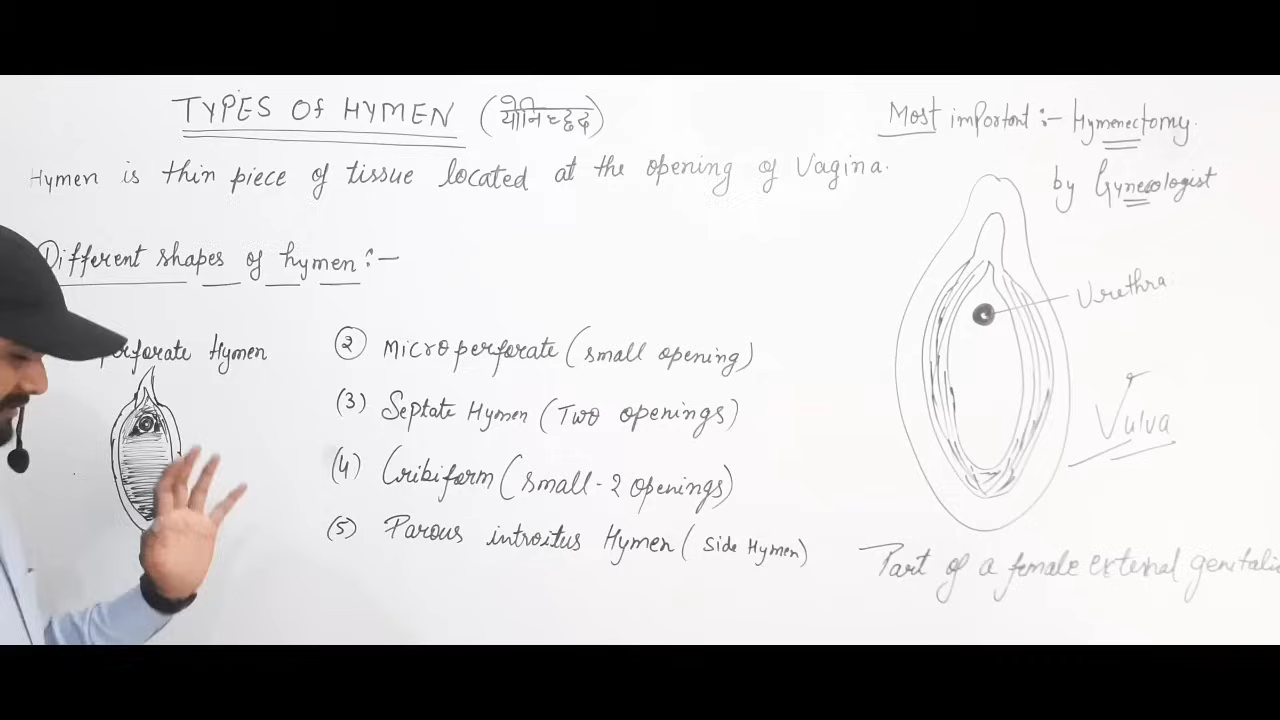 TYPES Of HYMEN (योनिच्छद)
Hymen is thin piece of tissue located at the opening of Vagina.
Different shapes of hymen :-
perforate Hymen
(2) Microperforate (small opening)
(3) Septate Hymen (Two openings)
(4) Cribiform (small-2 openings)
(5) Parous introitus Hymen (side Hymen)
Most important :- Hymenectomy.
by Gynecologist
Urethra
Vulva
Part of a female external genitalia